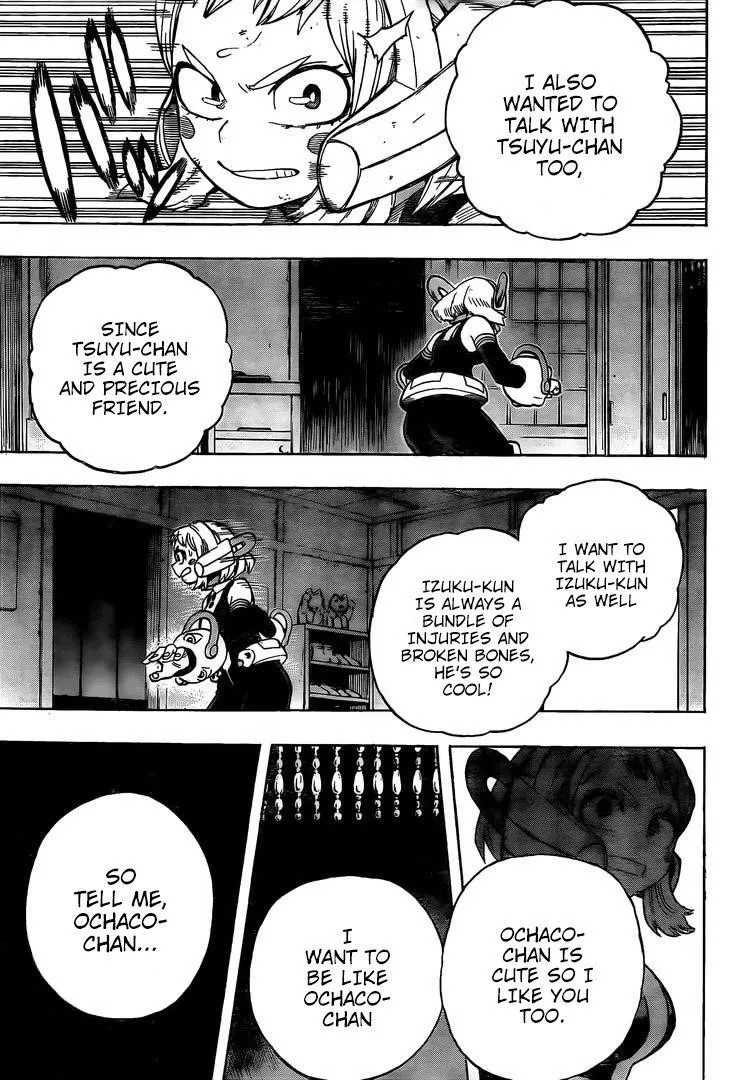 I ALSO
WANTED TO
TALK WITH
TSUYU-CHAN
TOO,
SINCE
TSUYU-CHAN
IS A CUTE
AND PRECIOUS
FRIEND.
I WANT TO
TALK WITH
IZUKU-KUN
AS WELL
IZUKU-KUN
IS ALWAYS A
BUNDLE OF
INJURIES AND
BROKEN BONES,
HE'S SO
COOL!
OCHACO-
CHAN IS
CUTE SO I
LIKE YOU
TOO.
I
WANT TO
BE LIKE
OCHACO-
CHAN
SO
TELL ME,
OCHACO-
CHAN...